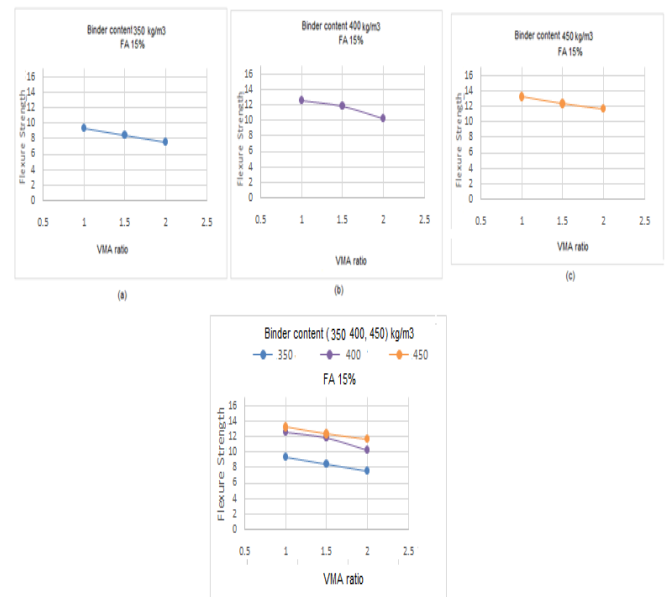 Binder content 350 kg/m3
FA 15%
16
14
12
10
8
6
4
2
0
Flexure Strength
0.5 1 1.5 2 2.5
VMA ratio
(a)
Binder content 400 kg/m3
FA 15%
16
14
12
10
8
6
4
2
0
Flexure Strength
0.5 1 1.5 2 2.5
VMA ratio
(b)
Binder content 450 kg/m3
FA 15%
16
14
12
10
8
6
4
2
0
Flexure Strength
0.5 1 1.5 2 2.5
VMA ratio
(c)
Binder content ( 350 400, 450) kg/m3
350 400 450
FA 15%
16
14
12
10
8
6
4
2
0
Flexure Strength
0.5 1 1.5 2 2.5
VMA ratio